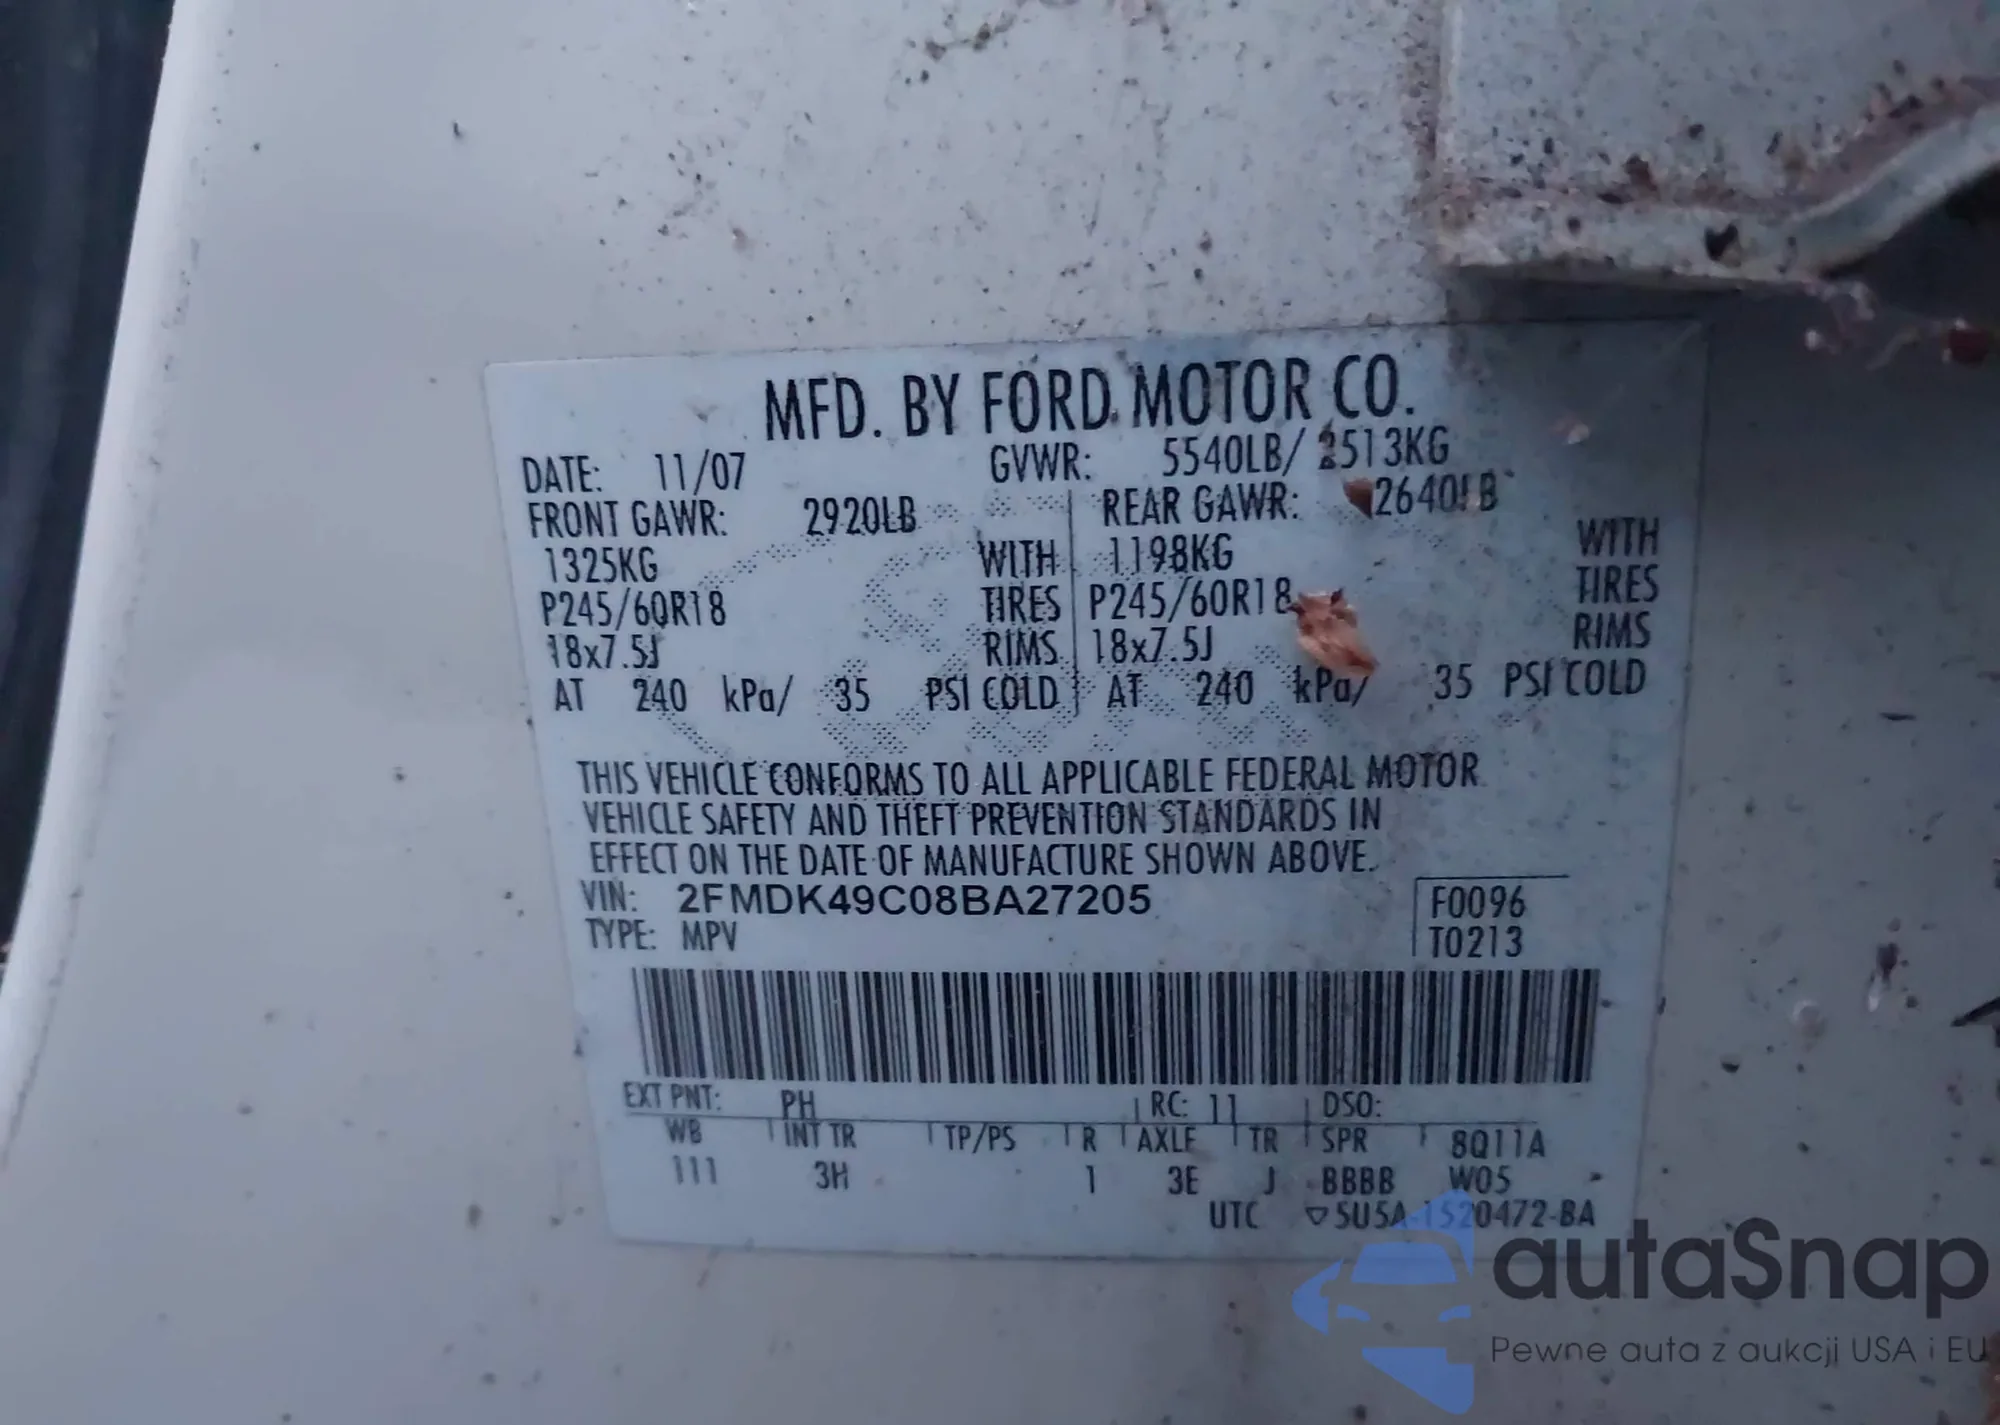 MFD. BY FORD MOTOR CO.
DATE: 11/07 GVWR: 5540LB/ 2513KG
FRONT GAWR: 2920LB REAR GAWR: 2640LB
1325KG WITH 1198KG WITH
P245/60R18 TIRES P245/60R18 TIRES
18x7.5J RIMS 18x7.5J RIMS
AT 240 kPa/ 35 PSI COLD AT 240 kPa/ 35 PSI COLD
THIS VEHICLE CONFORMS TO ALL APPLICABLE FEDERAL MOTOR
VEHICLE SAFETY AND THEFT PREVENTION STANDARDS IN
EFFECT ON THE DATE OF MANUFACTURE SHOWN ABOVE.
VIN: 2FMDK49C08BA27205 F0096
TYPE: MPV T0213
EXT PNT: PH RC: 11 DSO:
WB INT TR TP/PS R AXLE TR SPR 8Q11A
111 3H 1 3E J BBBB W05
UTC ▽5U5A-1520472-BA
autaSnap
Pewne auta z aukcji USA i EU